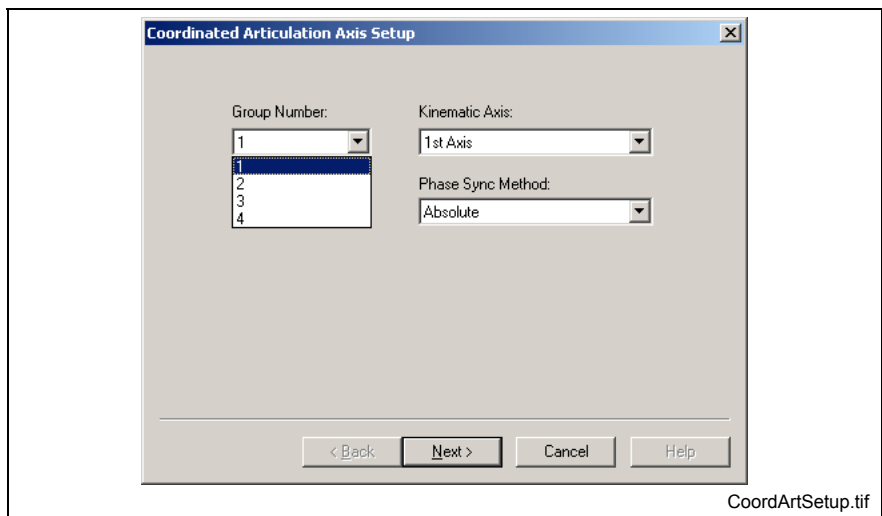 Coordinated Articulation Axis Setup
Group Number:
1
1
2
3
4
Kinematic Axis:
1st Axis
Phase Sync Method:
Absolute
< Back
Next >
Cancel
Help
CoordArtSetup.tif